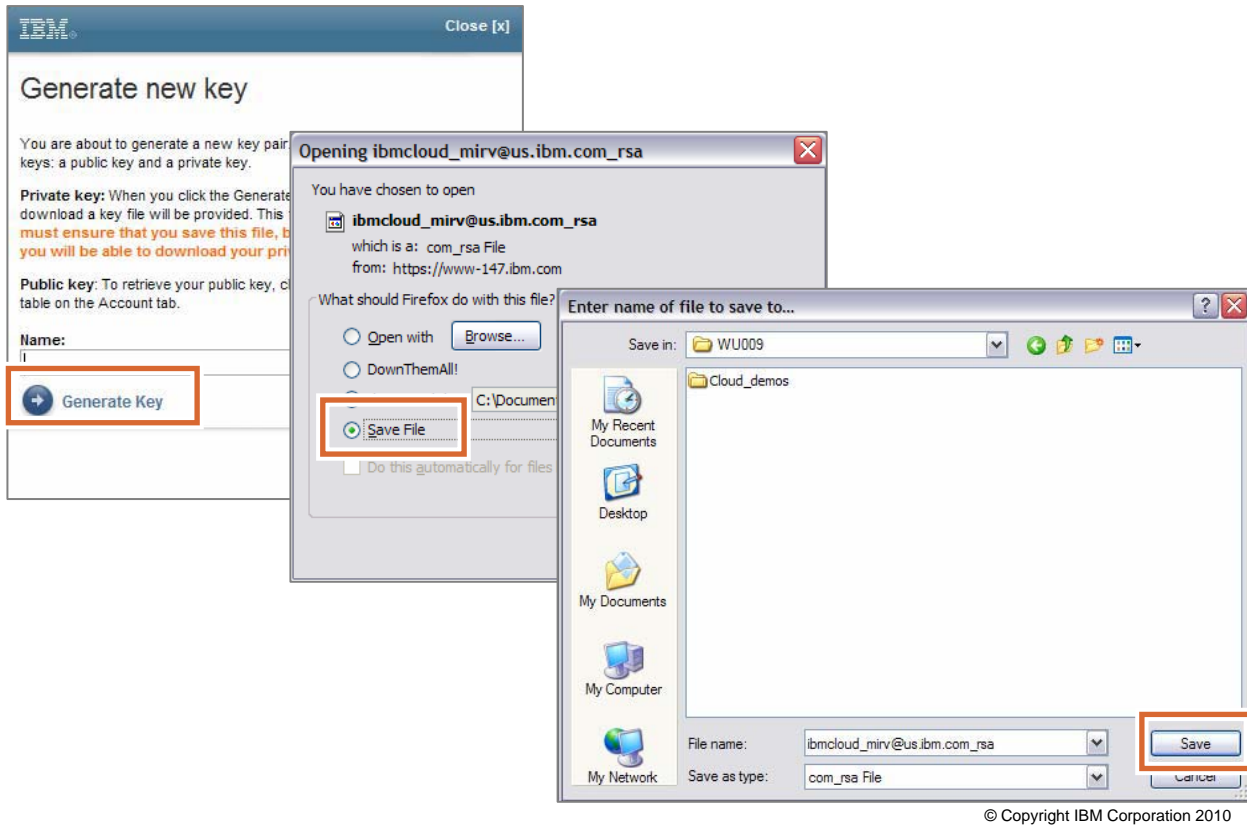 IBM
Close [x]
Generate new key
You are about to generate a new key pair
keys: a public key and a private key.
Private key: When you click the Generate
download a key file will be provided. This
must ensure that you save this file, b
you will be able to download your pri
Public key: To retrieve your public key, cl
table on the Account tab.
Name:
Generate Key
Opening ibmcloud_mirv@us.ibm.com_rsa
You have chosen to open
ibmcloud_mirv@us.ibm.com_rsa
which is a: com_rsa File
from: https://www-147.ibm.com
What should Firefox do with this file?
Open with
Browse...
DownThemAll!
C:\Documen
Save File
Do this automatically for files
Enter name of file to save to...
Save in:
WU009
Cloud_demos
My Recent
Documents
Desktop
My Documents
My Computer
My Network
File name:
ibmcloud_mirv@us.ibm.com_rsa
Save
Save as type:
com_rsa File
Cancel
© Copyright IBM Corporation 2010